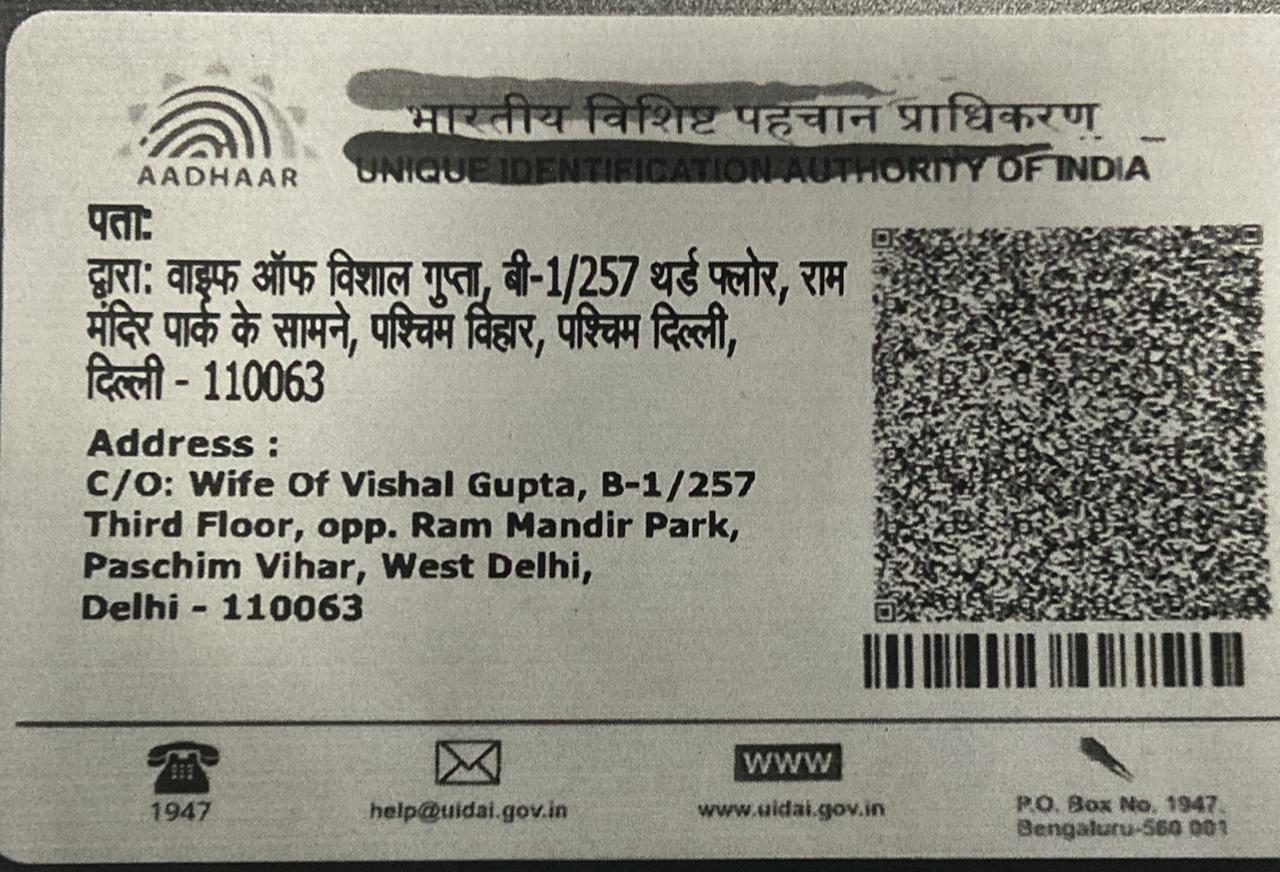 भारतीय विशिष्ट पहचान प्राधिकरण
AADHAAR
UNIQUE IDENTIFICATION AUTHORITY OF INDIA
पता:
द्वारा: वाइफ ऑफ विशाल गुप्ता, बी-1/257 थर्ड फ्लोर, राम
मंदिर पार्क के सामने, पश्चिम विहार, पश्चिम दिल्ली,
दिल्ली - 110063
Address :
C/O: Wife Of Vishal Gupta, B-1/257
Third Floor, opp. Ram Mandir Park,
Paschim Vihar, West Delhi,
Delhi - 110063
1947
help@uidai.gov.in
www
www.uidai.gov.in
P.O. Box No. 1947,
Bengaluru-560 001